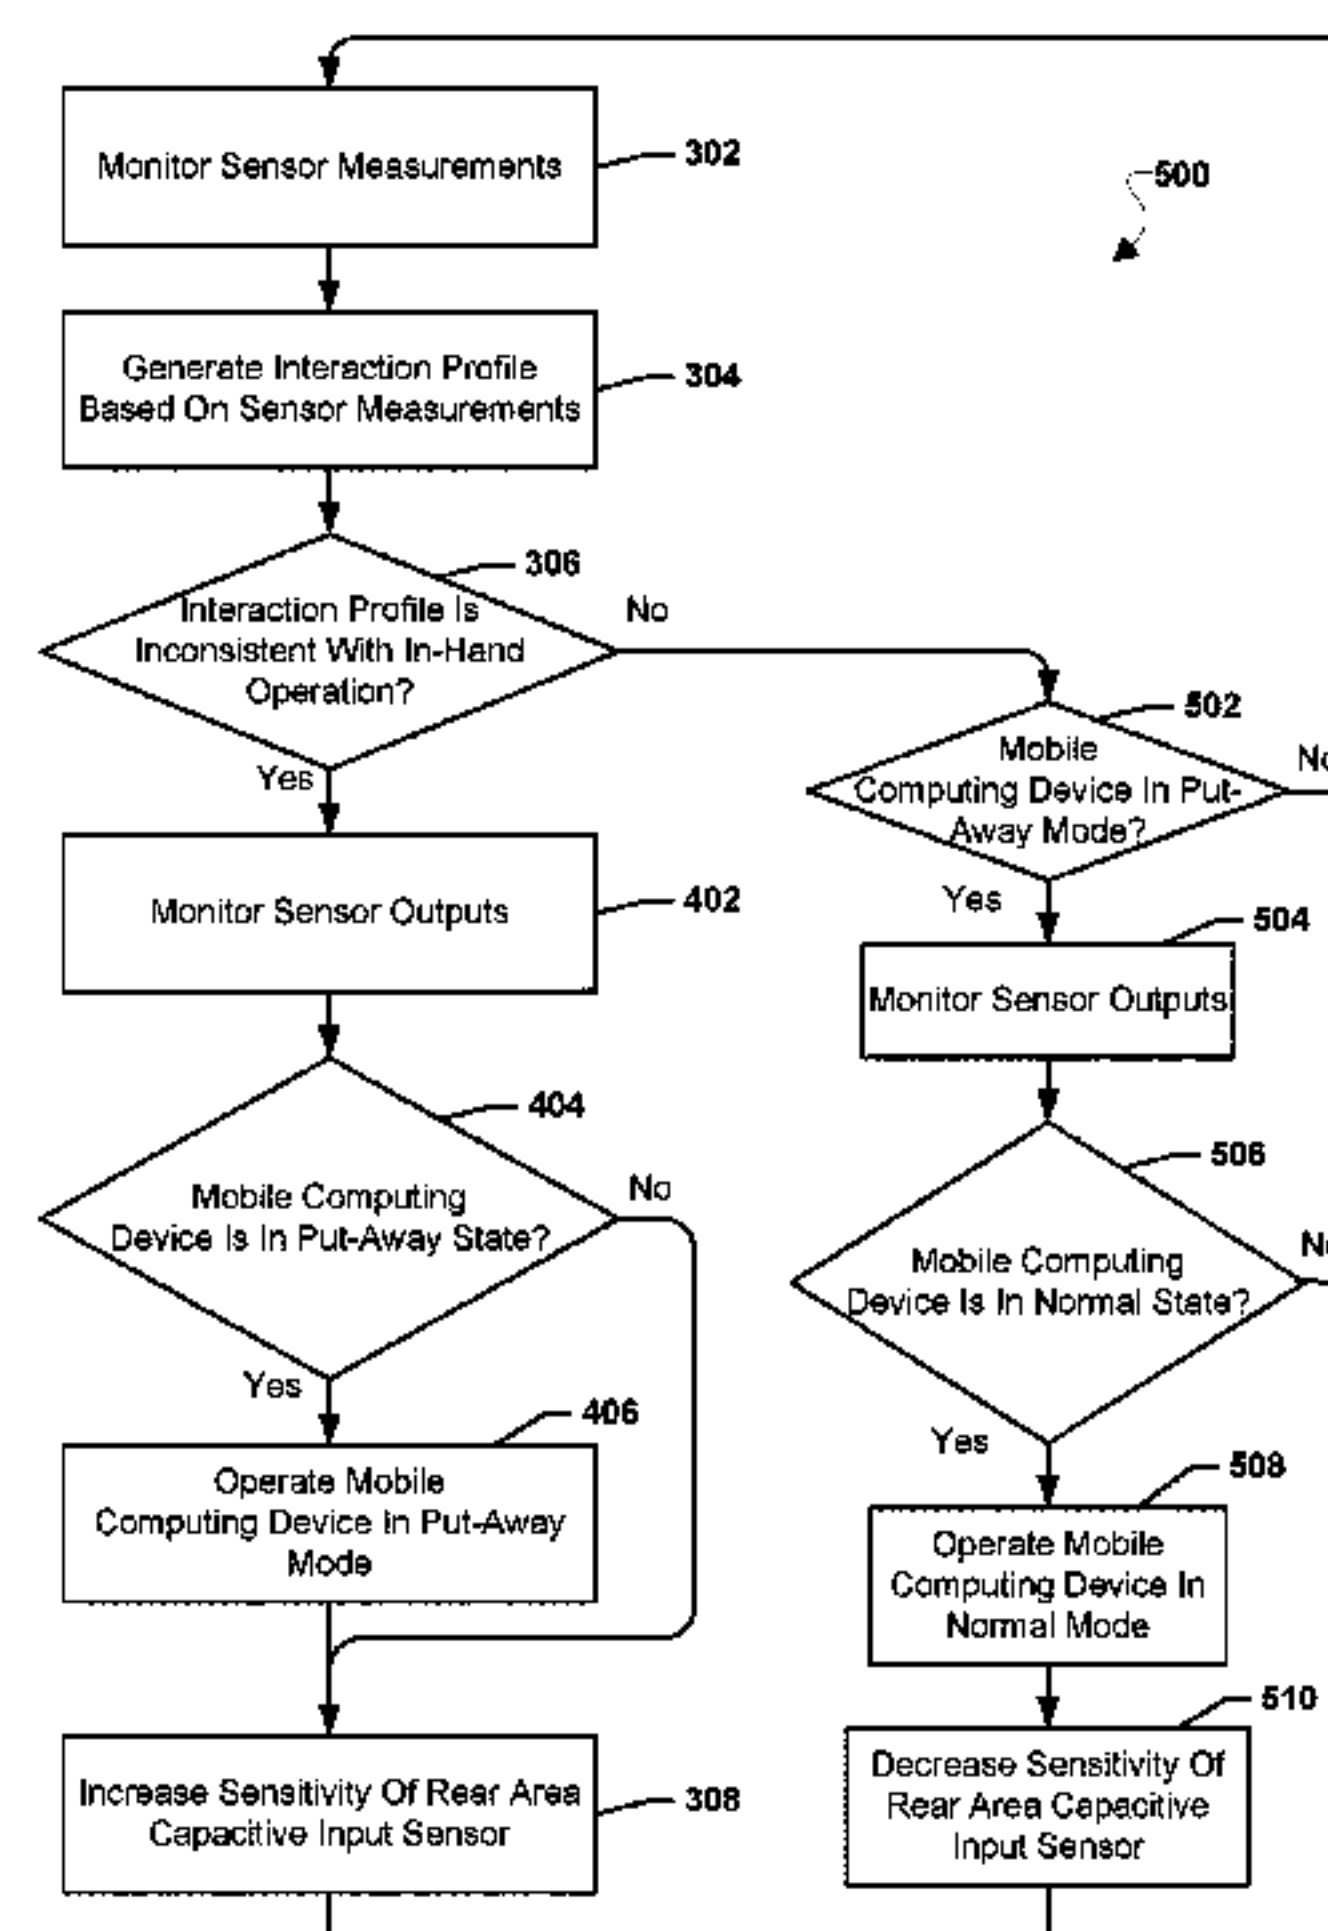 Monitor Sensor Measurements
302
500
Generate Interaction Profile
Based On Sensor Measurements
304
306
Interaction Profile Is
Inconsistent With In-Hand
Operation?
No
Yes
502
Mobile
Computing Device In Put-
Away Mode?
No
Yes
Monitor Sensor Outputs
402
504
Monitor Sensor Outputs
404
Mobile Computing
Device Is In Put-Away State?
No
Yes
506
Mobile Computing
Device Is In Normal State?
No
Yes
406
Operate Mobile
Computing Device In Put-Away
Mode
508
Operate Mobile
Computing Device In
Normal Mode
Increase Sensitivity Of Rear Area
Capacitive Input Sensor
308
510
Decrease Sensitivity Of
Rear Area Capacitive
Input Sensor